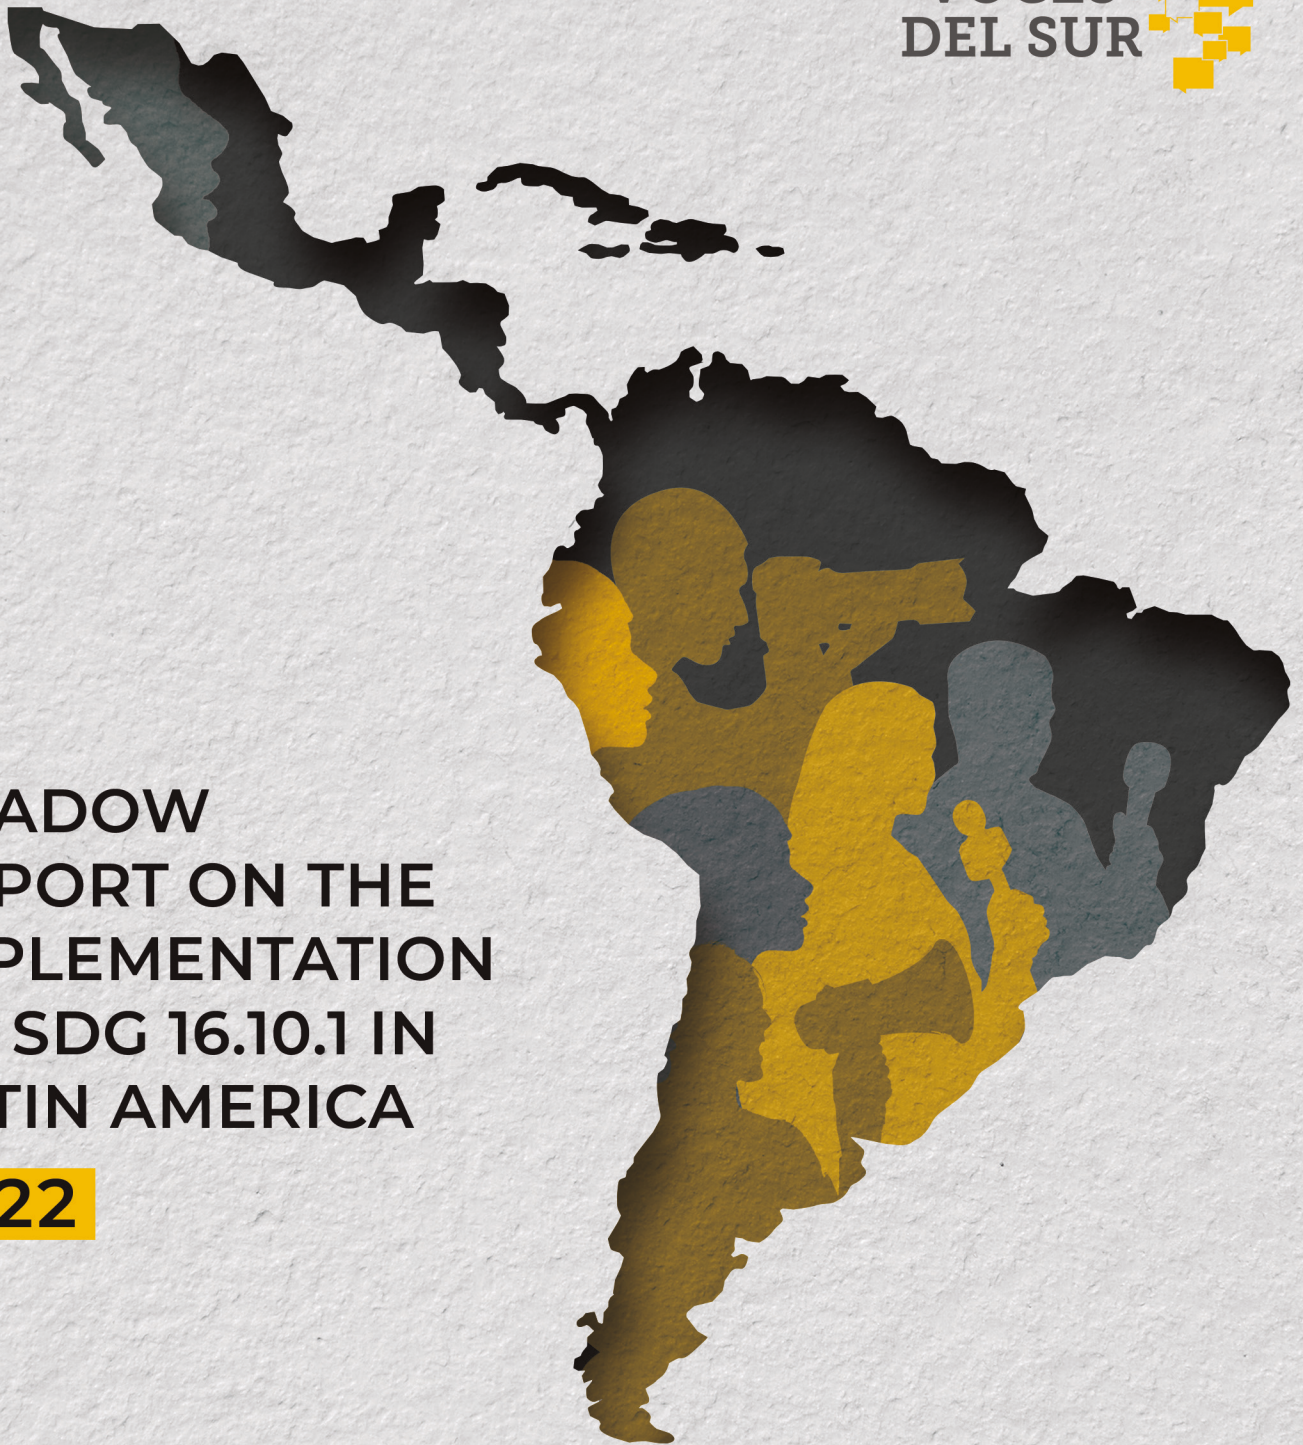 DEL SUR
ADOW
PORT ON THE
PLEMENTATION
SDG 16.10.1 IN
TIN AMERICA
22